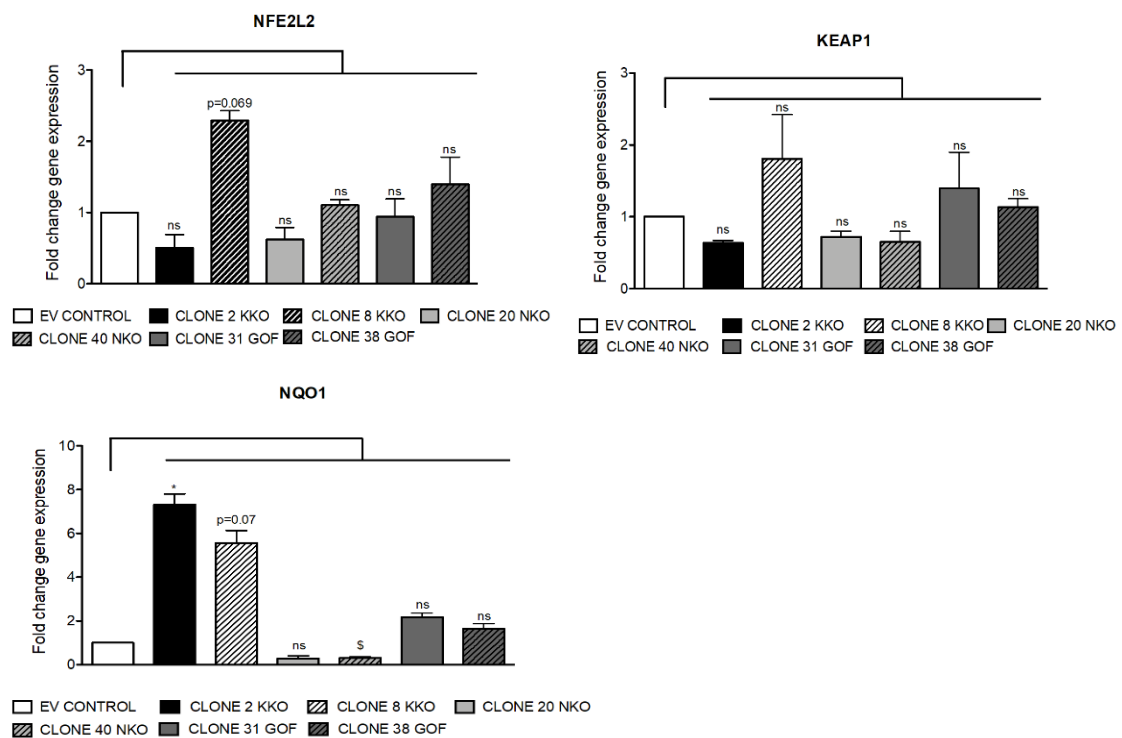 NFE2L2
Fold change gene expression
3
2
1
0
p=0.069
ns
ns
ns
ns
ns
EV CONTROL CLONE 2 KKO CLONE 8 KKO CLONE 20 NKO
CLONE 40 NKO CLONE 31 GOF CLONE 38 GOF
KEAP1
Fold change gene expression
3
2
1
0
ns
ns
ns
ns
ns
ns
EV CONTROL CLONE 2 KKO CLONE 8 KKO CLONE 20 NKO
CLONE 40 NKO CLONE 31 GOF CLONE 38 GOF
NQO1
Fold change gene expression
10
8
6
4
2
0
*
p=0.07
ns
$
ns
ns
EV CONTROL CLONE 2 KKO CLONE 8 KKO CLONE 20 NKO
CLONE 40 NKO CLONE 31 GOF CLONE 38 GOF